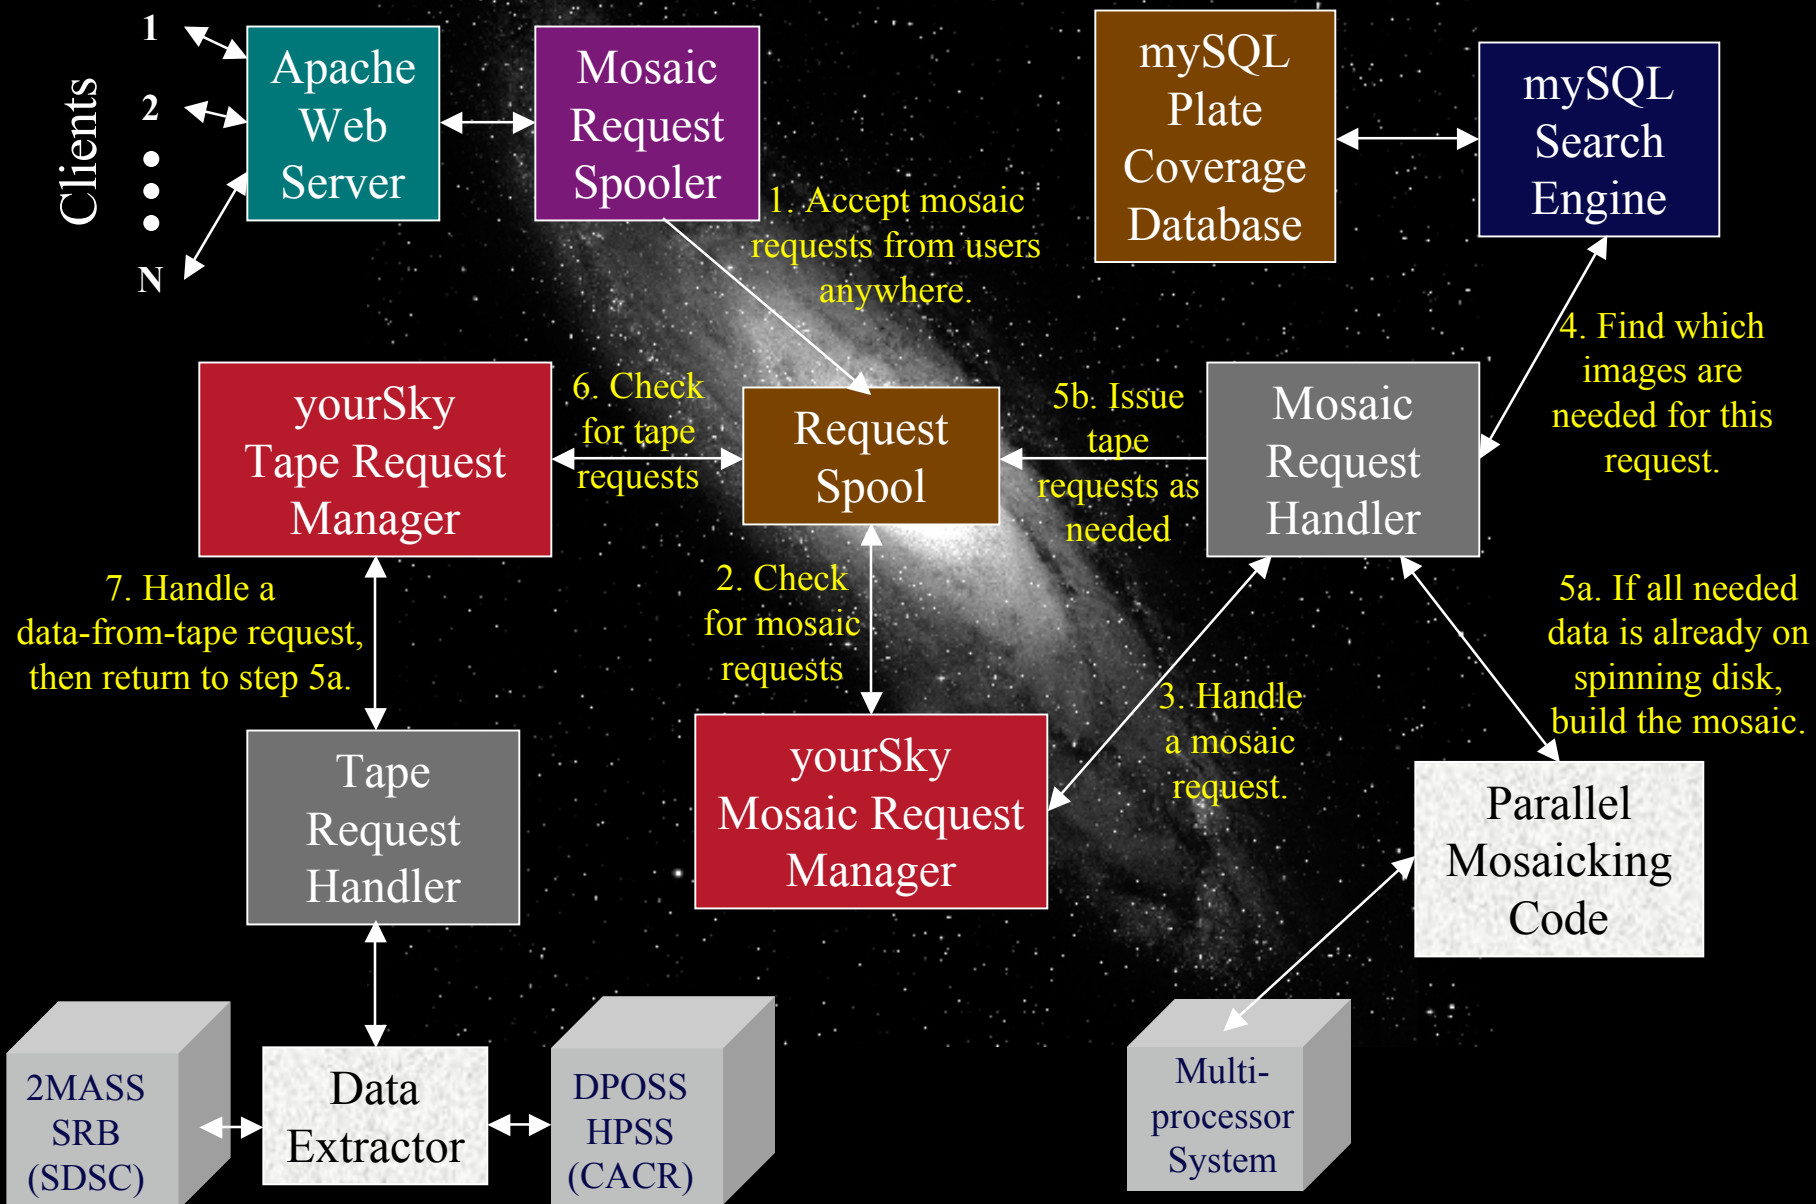 Clients
1
2
N
Apache
Web
Server
Mosaic
Request
Spooler
1. Accept mosaic
requests from users
anywhere.
mySQL
Plate
Coverage
Database
mySQL
Search
Engine
4. Find which
images are
needed for this
request.
yourSky
Tape Request
Manager
6. Check
for tape
requests
Request
Spool
5b. Issue
tape
requests as
needed
Mosaic
Request
Handler
7. Handle a
data-from-tape request,
then return to step 5a.
2. Check
for mosaic
requests
3. Handle
a mosaic
request.
5a. If all needed
data is already on
spinning disk,
build the mosaic.
Tape
Request
Handler
yourSky
Mosaic Request
Manager
Parallel
Mosaicking
Code
2MASS
SRB
(SDSC)
Data
Extractor
DPOSS
HPSS
(CACR)
Multi-
processor
System